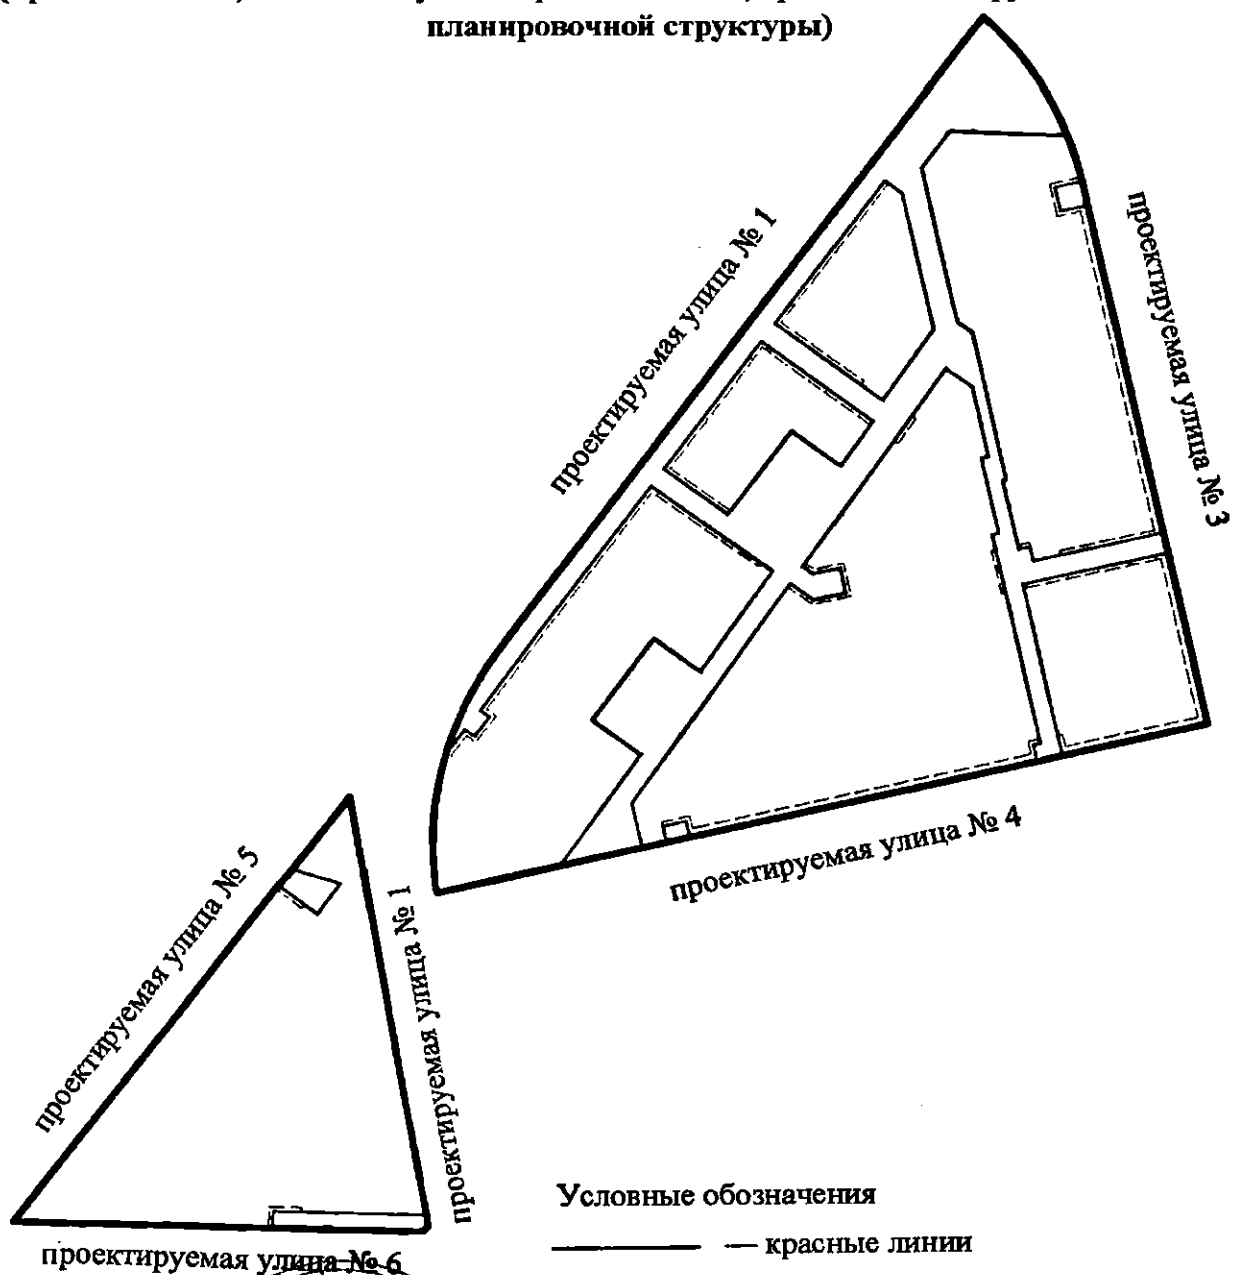 планировочной структуры)
проектируемая улица № 1
проектируемая улица № 3
проектируемая улица № 4
проектируемая улица № 5
проектируемая улица № 1
проектируемая улица № 6
Условные обозначения
— красные линии